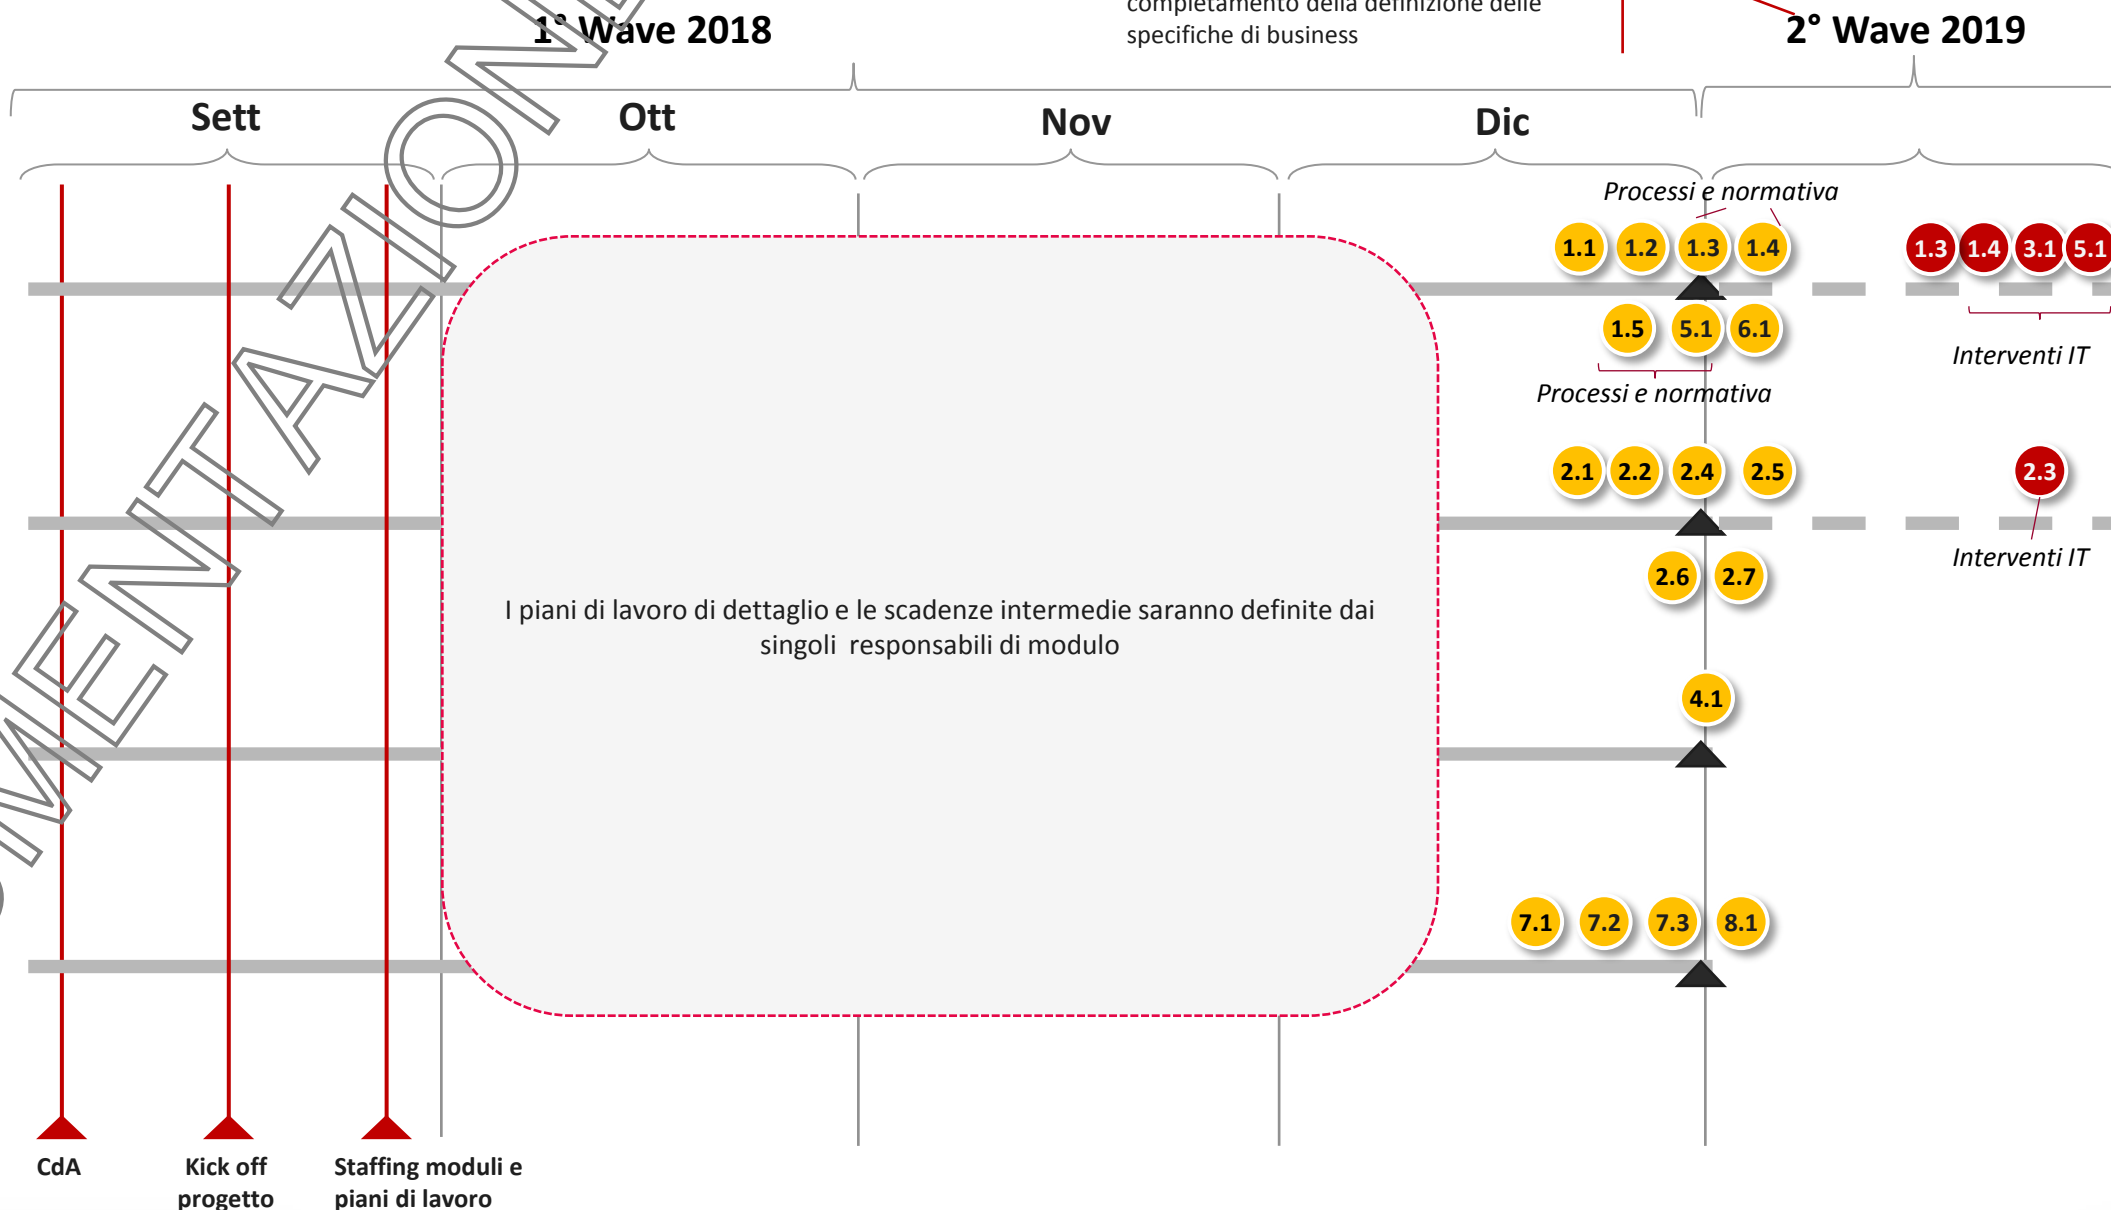 completamento della definizione delle
specifiche di business
1° Wave 2018
2° Wave 2019
Sett
Ott
Nov
Dic
Processi e normativa
1.1 1.2 1.3 1.4
1.3 1.4 3.1 5.1
1.5 5.1 6.1
Interventi IT
Processi e normativa
2.1 2.2 2.4 2.5
2.3
Interventi IT
2.6 2.7
I piani di lavoro di dettaglio e le scadenze intermedie saranno definite dai
singoli responsabili di modulo
4.1
7.1 7.2 7.3 8.1
CdA
Kick off
progetto
Staffing moduli e
piani di lavoro